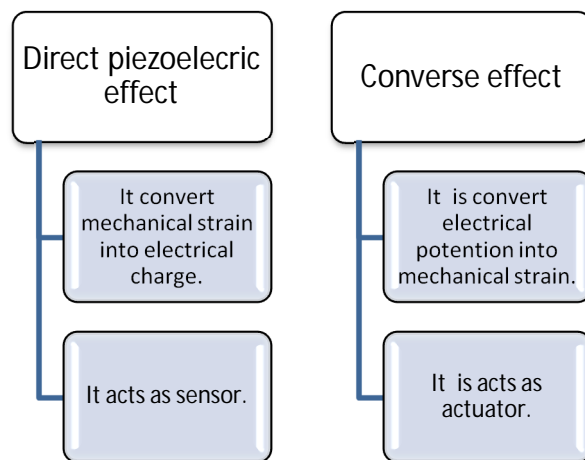 Direct piezoelecric
effect
It convert
mechanical strain
into electrical
charge.
It acts as sensor.
Converse effect
It is convert
electrical
potention into
mechanical strain.
It is acts as
actuator.